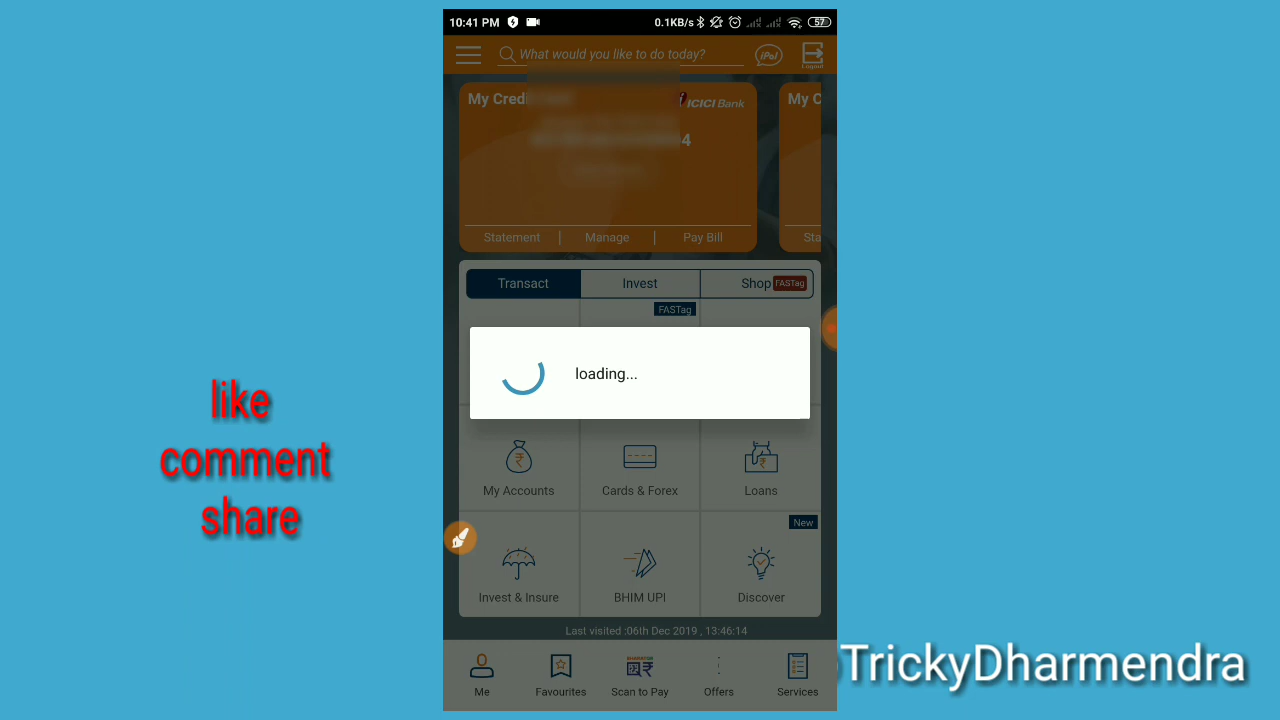 10:41 PM
0.1KB/s
57
What would you like to do today?
iPal
Logout
My Credi
ICICI Bank
My C
4
Statement | Manage | Pay Bill
Sta
Transact
Invest
Shop
FASTag
FASTag
loading...
My Accounts
Cards & Forex
Loans
New
Invest & Insure
BHIM UPI
Discover
Last visited :06th Dec 2019 , 13:46:14
Me
Favourites
Scan to Pay
Offers
Services
like
comment
share
TrickyDharmendra